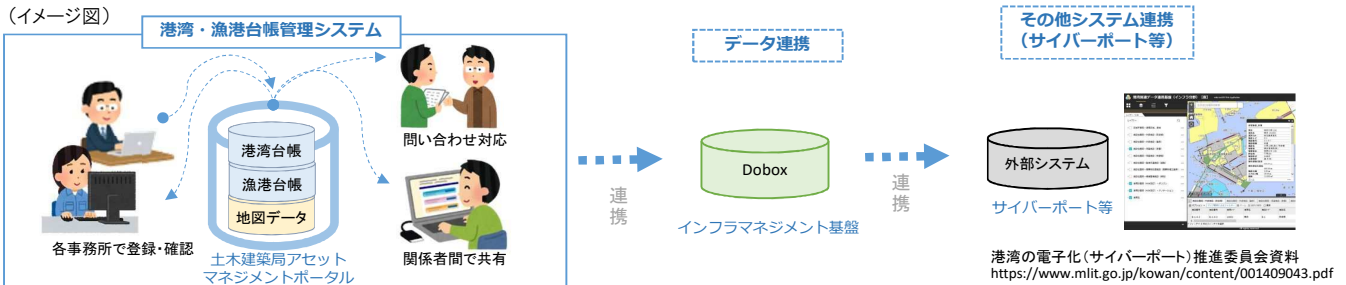 （イメージ図）
港湾・漁港台帳管理システム
港湾台帳
漁港台帳
地図データ
各事務所で登録・確認
土木建築局アセット
マネジメントポータル
問い合わせ対応
関係者間で共有
連携
データ連携
Dobox
インフラマネジメント基盤
連携
その他システム連携
（サイバーポート等）
外部システム
サイバーポート等
港湾の電子化（サイバーポート）推進委員会資料
https://www.mlit.go.jp/kowan/content/001409043.pdf